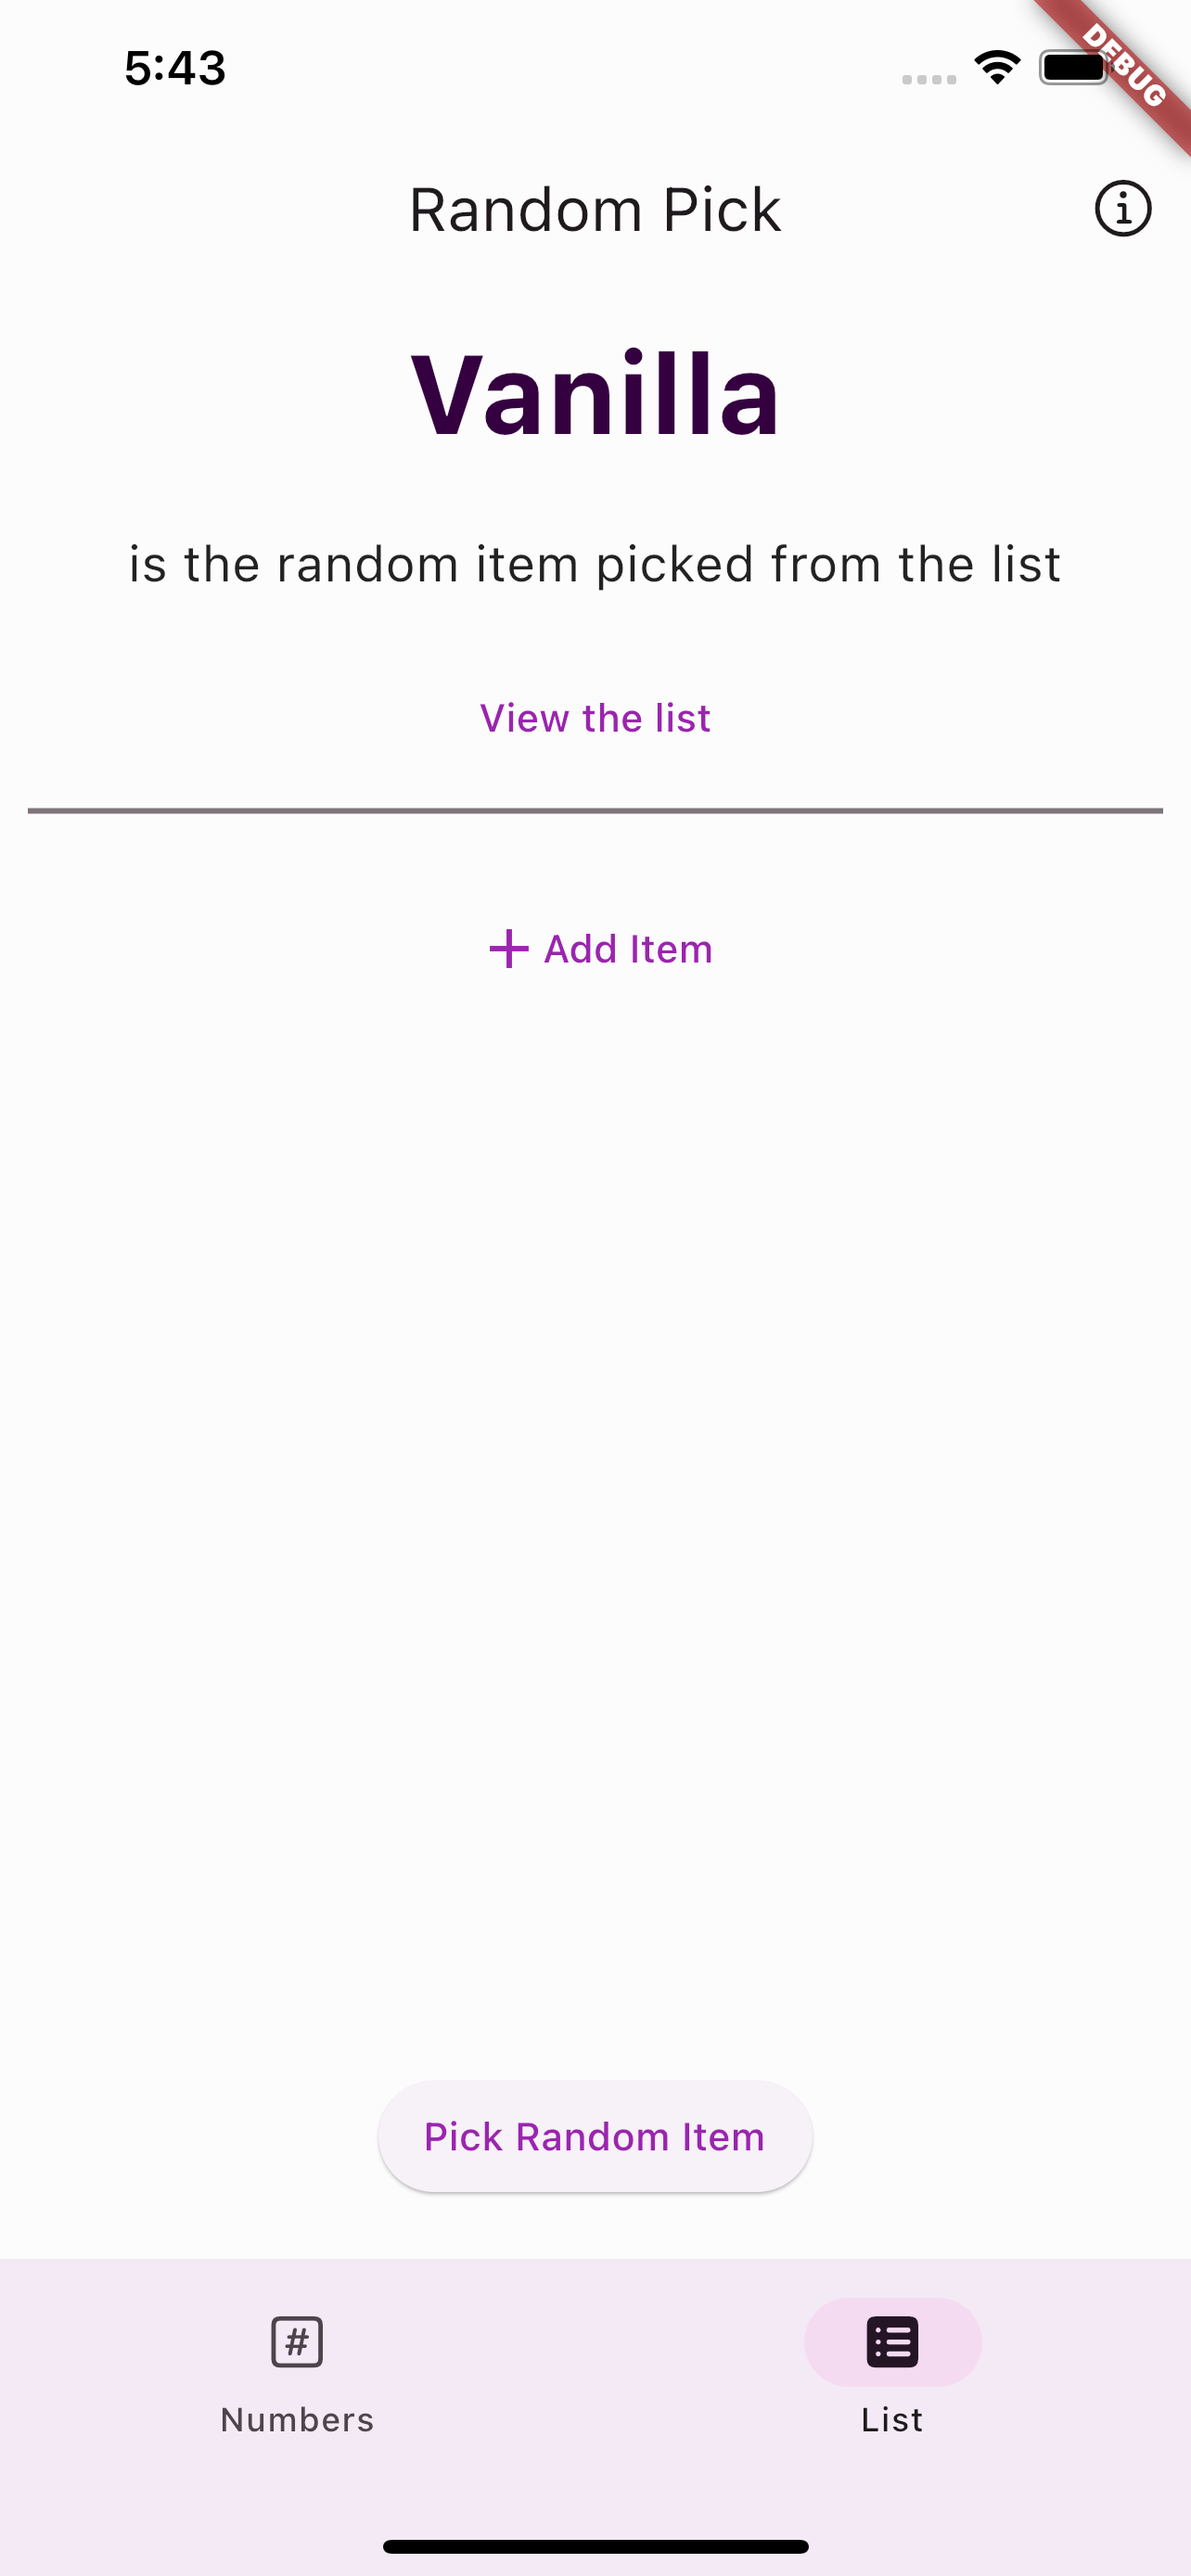 5:43
DEBUG
Random Pick
Vanilla
is the random item picked from the list
View the list
+ Add Item
Pick Random Item
#
Numbers
List